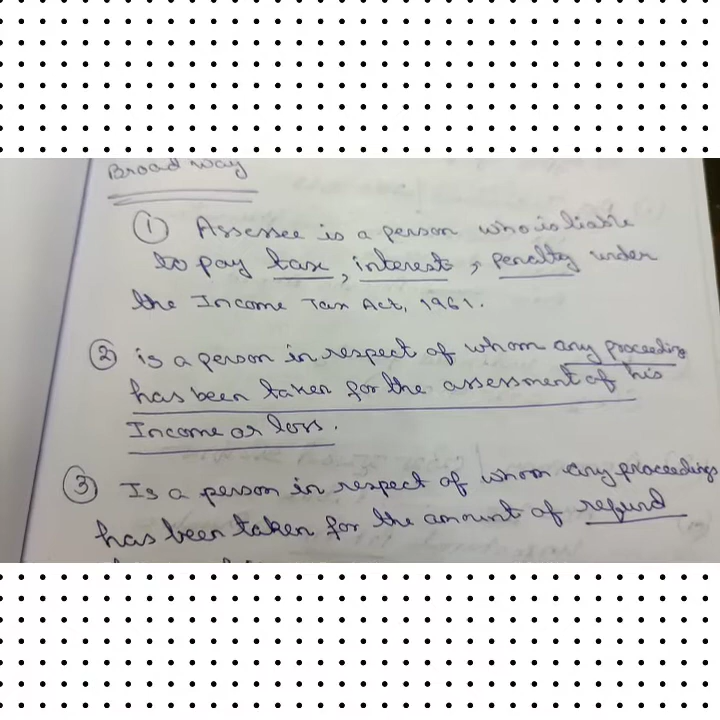 Broad way
① Assessee is a person who is liable
to pay tax, interest, penalty under
the Income Tax Act, 1961.
② is a person in respect of whom any proceeding
has been taken for the assessment of his
Income or loss.
③ Is a person in respect of whom any proceedings
has been taken for the amount of refund